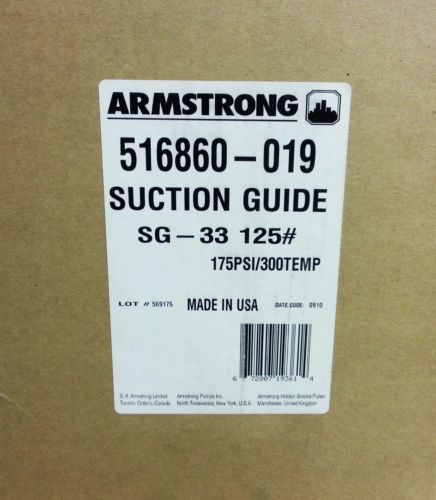 ARMSTRONG
516860-019
SUCTION GUIDE
SG-33 125#
175PSI/300TEMP
LOT # 569175 MADE IN USA DATE CODE: 0910
6 72807 19361 4
S. A. Armstrong Limited Armstrong Pumps Inc. Armstrong Holden Brooke Pullen
Toronto, Ontario, Canada North Tonawanda, New York, U.S.A. Manchester, United Kingdom